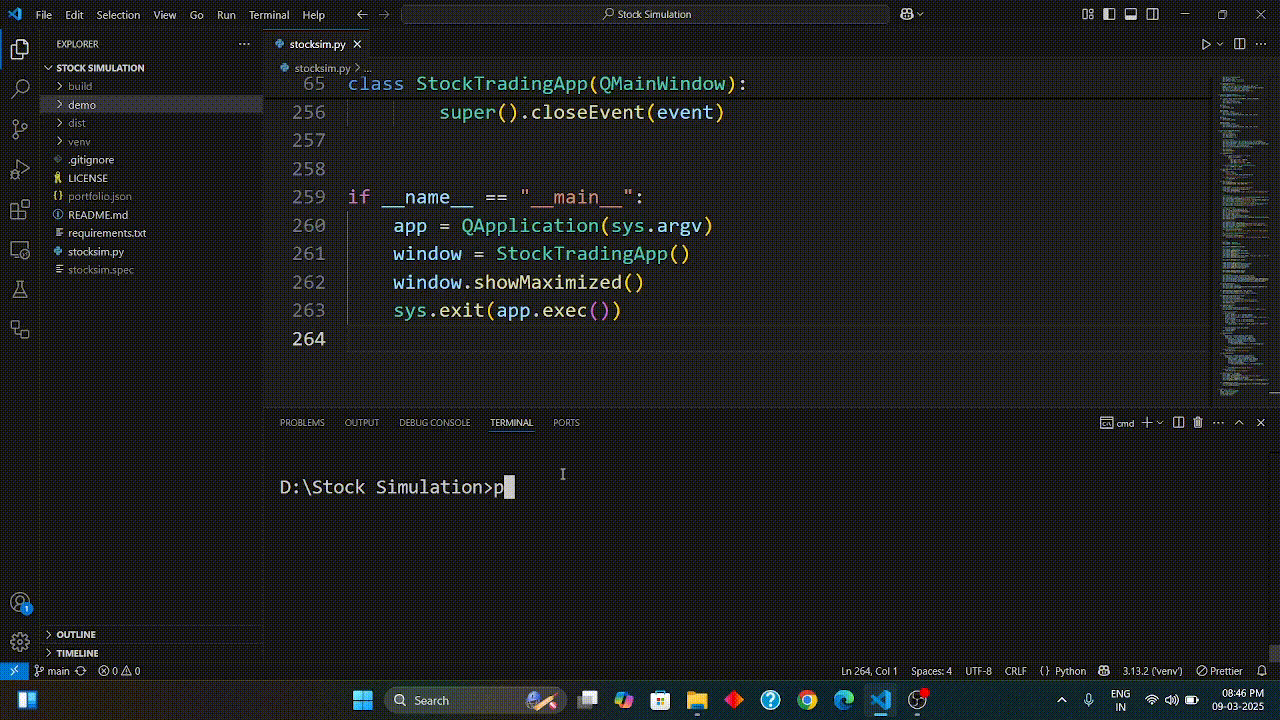 File Edit Selection View Go Run Terminal Help
Stock Simulation
EXPLORER
STOCK SIMULATION
build
demo
dist
venv
.gitignore
LICENSE
portfolio.json
README.md
requirements.txt
stocksim.py
stocksim.spec
OUTLINE
TIMELINE
stocksim.py
stocksim.py > ...
65 class StockTradingApp(QMainWindow):
256 super().closeEvent(event)
257
258
259 if __name__ == "__main__":
260 app = QApplication(sys.argv)
261 window = StockTradingApp()
262 window.showMaximized()
263 sys.exit(app.exec())
264
PROBLEMS OUTPUT DEBUG CONSOLE TERMINAL PORTS
cmd
D:\Stock Simulation>p
1
main 0 0 Ln 264, Col 1 Spaces: 4 UTF-8 CRLF {} Python 3.13.2 ('venv') Prettier
Search
ENG
IN
08:46 PM
09-03-2025